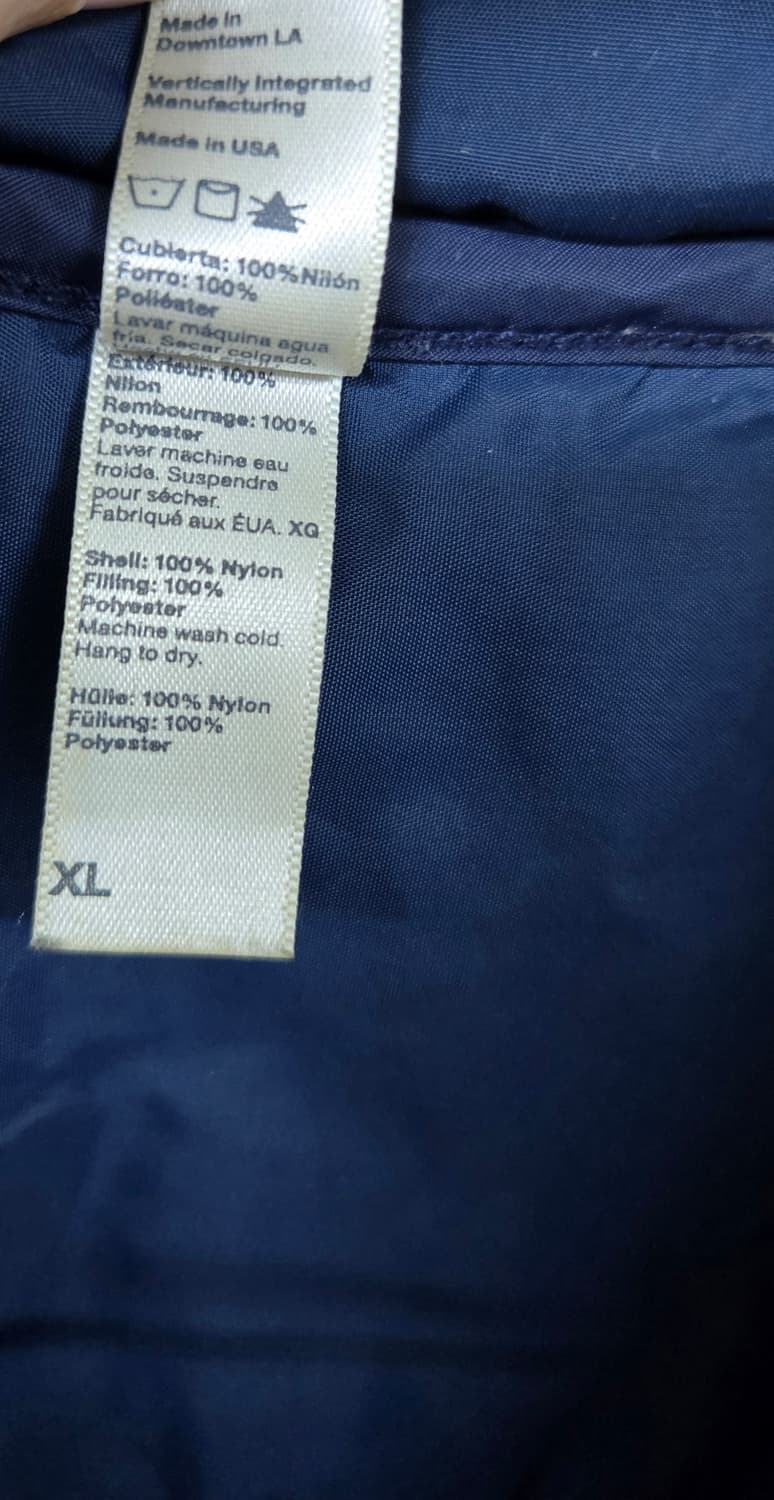 Made in
Downtown LA
Vertically Integrated
Manufacturing
Made in USA
Cubierta: 100% Nilón
Forro: 100%
Poliéster
Lavar máquina agua
fría. Secar colgado.
Extérieur: 100%
Nilon
Rembourrage: 100%
Polyester
Laver machine eau
froide. Suspendre
pour sécher.
Fabriqué aux ÉUA. XG
Shell: 100% Nylon
Filling: 100%
Polyester
Machine wash cold.
Hang to dry.
Hülle: 100% Nylon
Füllung: 100%
Polyester
XL